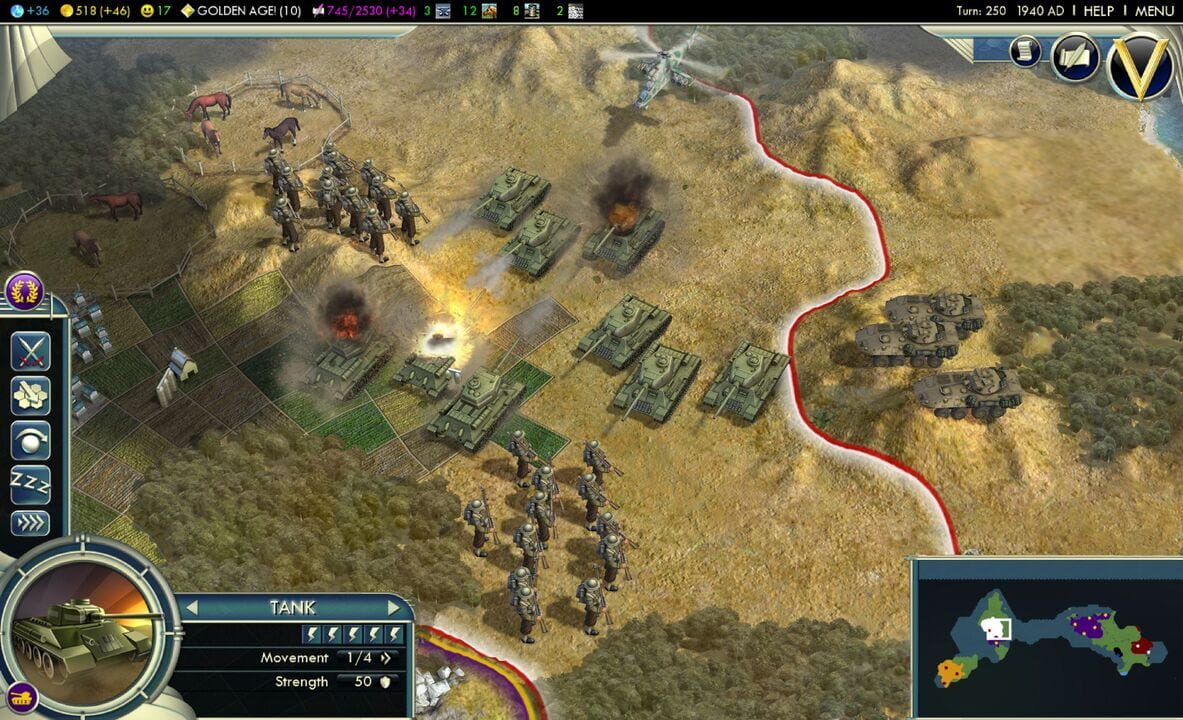 +36 518 (+46) 17 GOLDEN AGE! (10) 745/2530 (+34) 3 12 8 2 Turn: 250 1940 AD | HELP | MENU
V
ZZZ
TANK
Movement 1/4
Strength 50